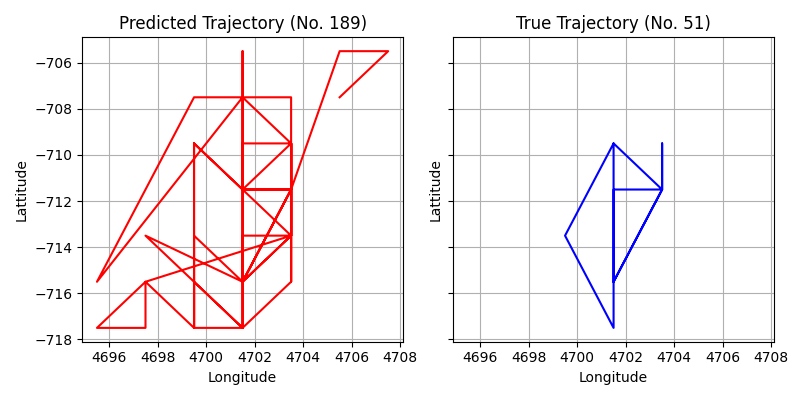 Predicted Trajectory (No. 189)
True Trajectory (No. 51)
Lattitude
−706
−708
−710
−712
−714
−716
−718
4696 4698 4700 4702 4704 4706 4708
Longitude
Lattitude
4696 4698 4700 4702 4704 4706 4708
Longitude